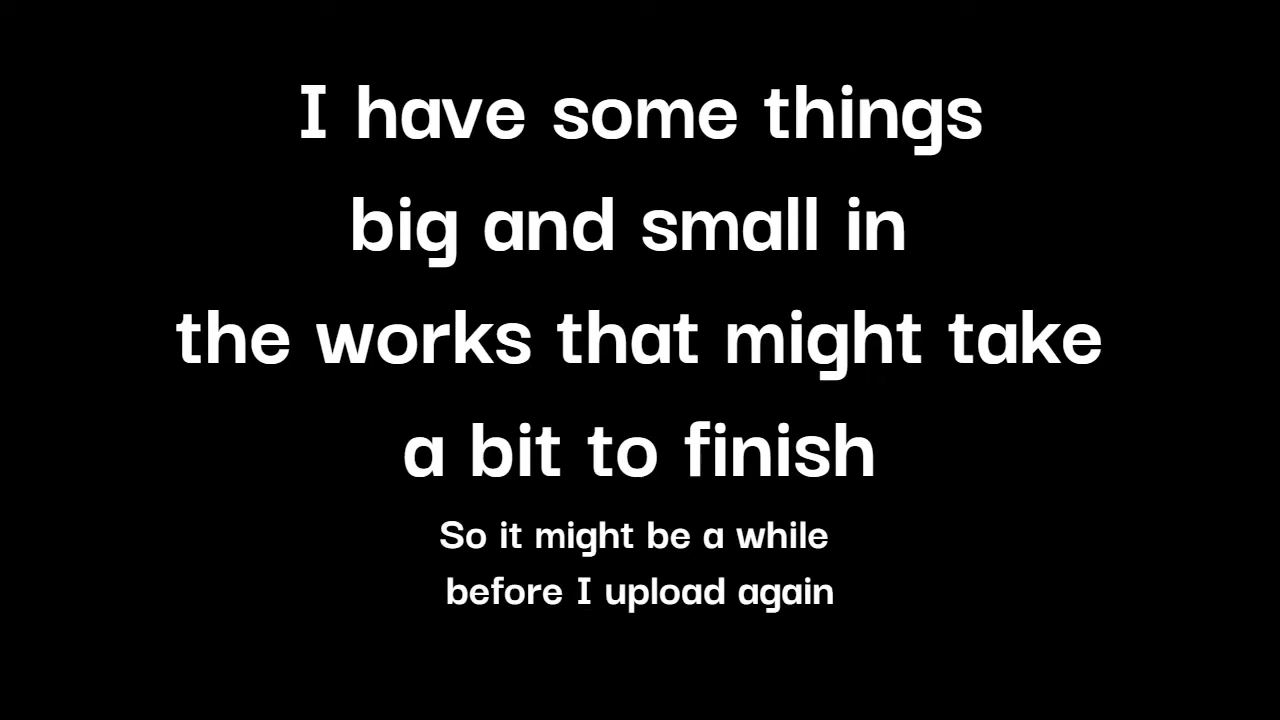 I have some things
big and small in
the works that might take
a bit to finish
So it might be a while
before I upload again